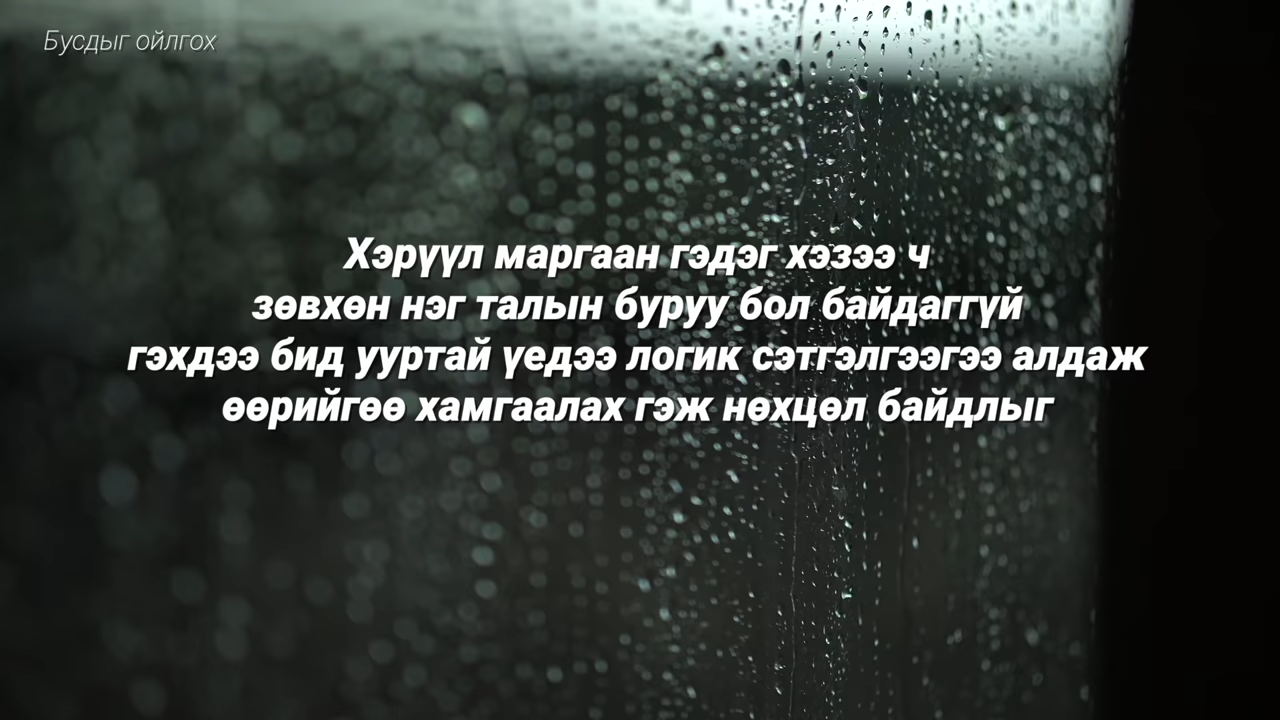 Бусдыг ойлгох
Хэрүүл маргаан гэдэг хэзээ ч
зөвхөн нэг талын буруу бол байдаггүй
гэхдээ бид ууртай үедээ логик сэтгэлгээгээ алдаж
өөрийгөө хамгаалах гэж нөхцөл байдлыг